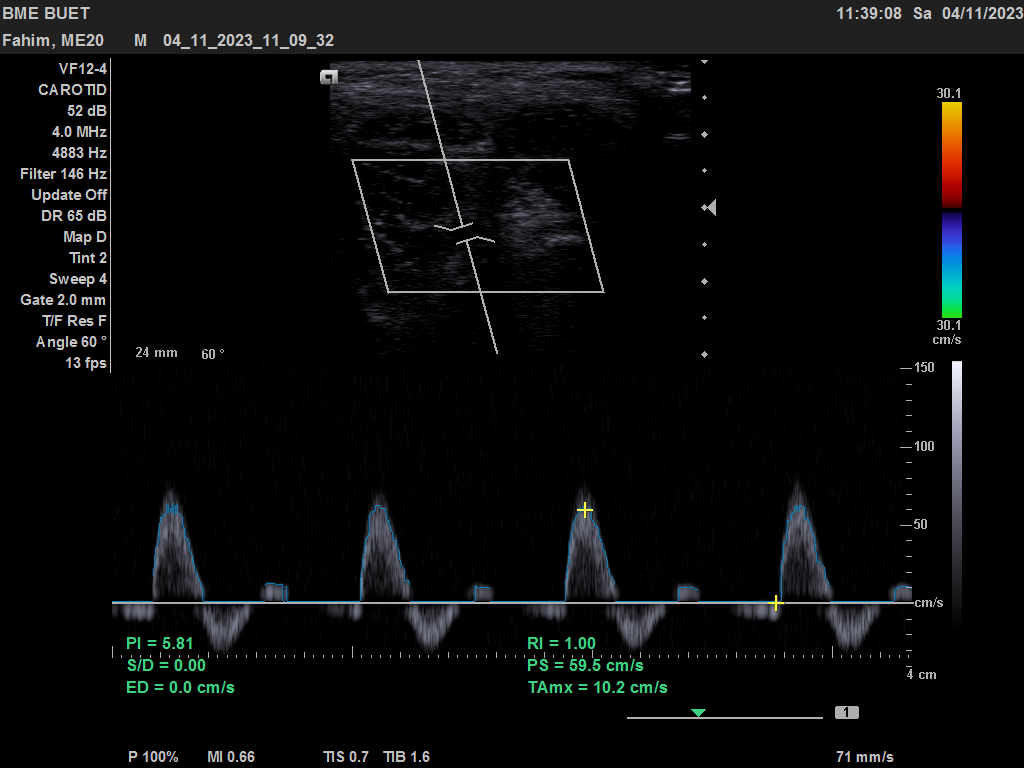 BME BUET 11:39:08 Sa 04/11/2023
Fahim, ME20 M 04_11_2023_11_09_32
VF12-4
CAROTID
52 dB
4.0 MHz
4883 Hz
Filter 146 Hz
Update Off
DR 65 dB
Map D
Tint 2
Sweep 4
Gate 2.0 mm
T/F Res F
Angle 60 °
13 fps
24 mm 60 °
30.1
30.1
cm/s
150
100
50
cm/s
4 cm
PI = 5.81
S/D = 0.00
ED = 0.0 cm/s
RI = 1.00
PS = 59.5 cm/s
TAmx = 10.2 cm/s
1
P 100% MI 0.66 TIS 0.7 TIB 1.6 71 mm/s